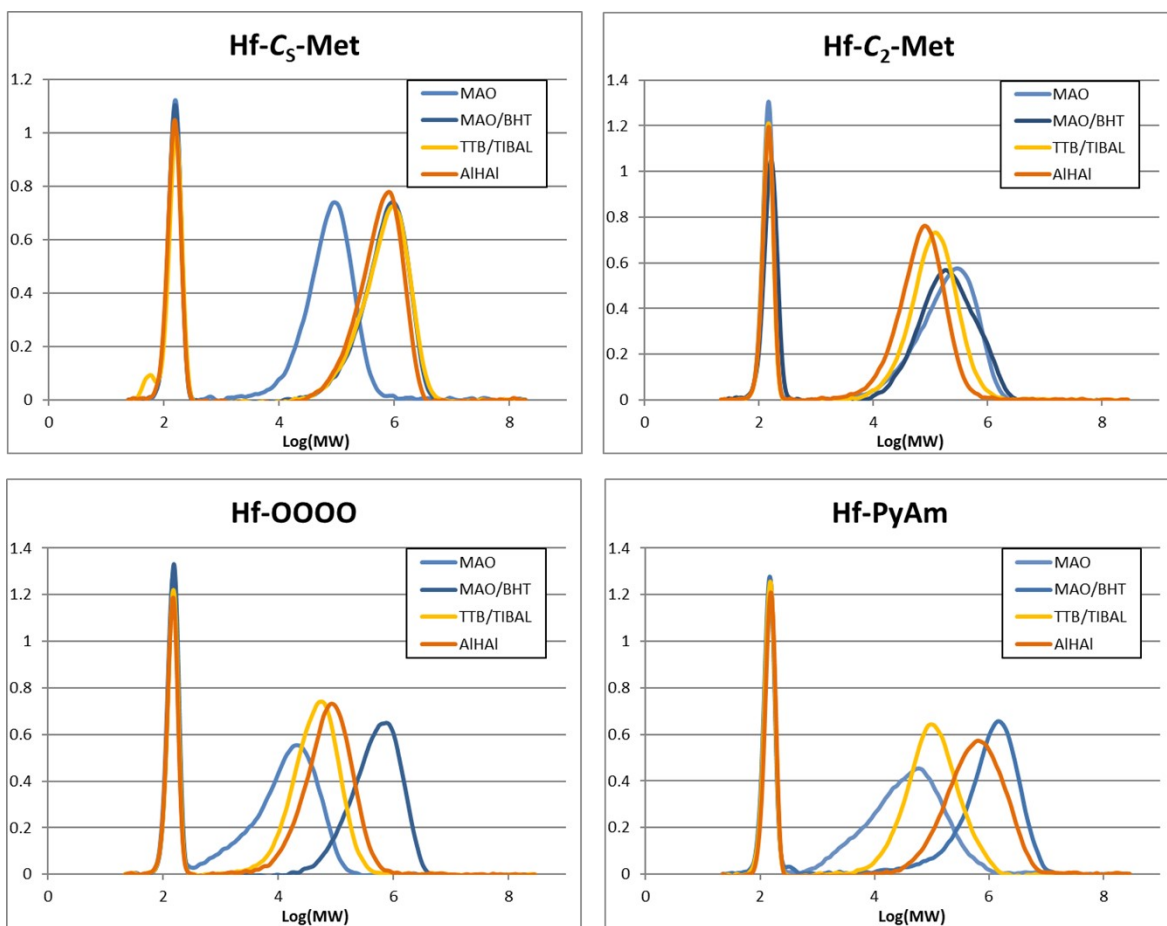 Hf-Cs-Met
1.2
1
0.8
0.6
0.4
0.2
0
0 2 4 6 8
Log(MW)
MAO
MAO/BHT
TTB/TIBAL
AlHAl
Hf-C2-Met
1.4
1.2
1
0.8
0.6
0.4
0.2
0
0 2 4 6 8
Log(MW)
MAO
MAO/BHT
TTB/TIBAL
AlHAl
Hf-OOOO
1.4
1.2
1
0.8
0.6
0.4
0.2
0
0 2 4 6 8
Log(MW)
MAO
MAO/BHT
TTB/TIBAL
AlHAl
Hf-PyAm
1.4
1.2
1
0.8
0.6
0.4
0.2
0
0 2 4 6 8
Log(MW)
MAO
MAO/BHT
TTB/TIBAL
AlHAl